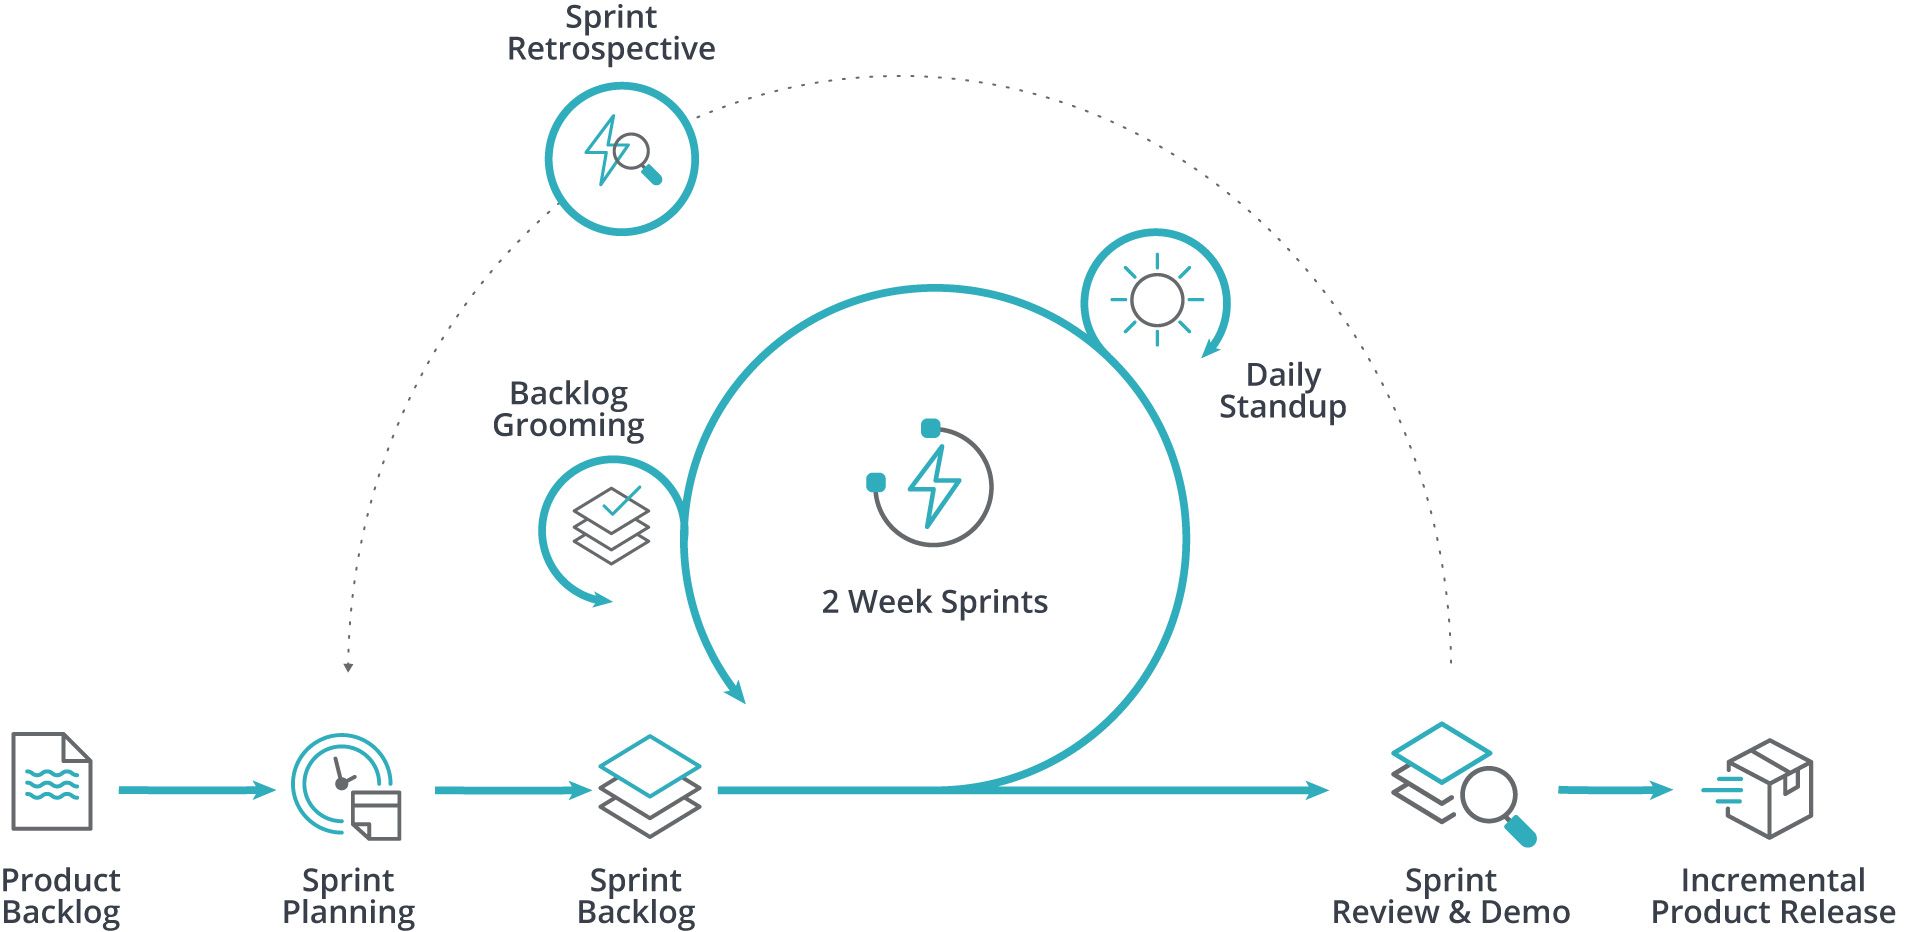 Sprint
Retrospective
Daily
Standup
Backlog
Grooming
2 Week Sprints
Product
Backlog
Sprint
Planning
Sprint
Backlog
Sprint
Review & Demo
Incremental
Product Release